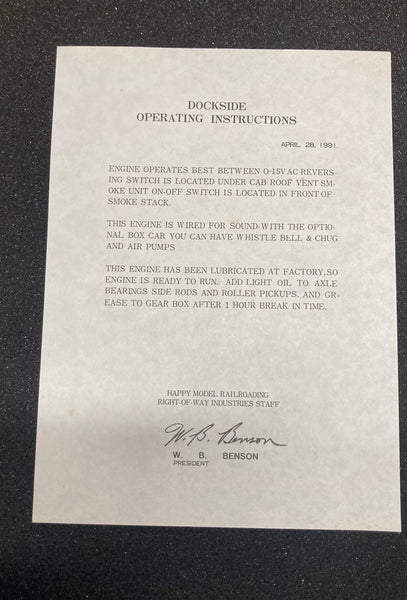 DOCKSIDE
OPERATING INSTRUCTIONS
APRIL 28, 1991.
ENGINE OPERATES BEST BETWEEN 0-15V AC REVERS-
ING SWITCH IS LOCATED UNDER CAB ROOF VENT SM-
OKE UNIT ON-OFF SWITCH IS LOCATED IN FRONT OF
SMOKE STACK.
THIS ENGINE IS WIRED FOR SOUND-WITH THE OPTIO-
NAL BOX CAR YOU CAN HAVE WHISTLE BELL & CHUG
AND AIR PUMPS
THIS ENGINE HAS BEEN LUBRICATED AT FACTORY, SO
ENGINE IS READY TO RUN. ADD LIGHT OIL TO AXLE
BEARINGS SIDE RODS AND ROLLER PICKUPS. AND GR-
EASE TO GEAR BOX AFTER 1 HOUR BREAK IN TIME.
HAPPY MODEL RAILROADING
RIGHT-OF-WAY INDUSTRIES STAFF
W. B. Benson
W. B. BENSON
PRESIDENT